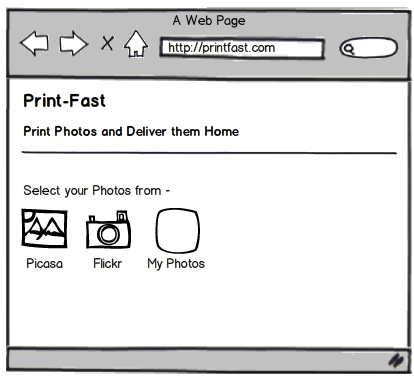 A Web Page
http://printfast.com
Print-Fast
Print Photos and Deliver them Home
Select your Photos from -
Picasa Flickr My Photos